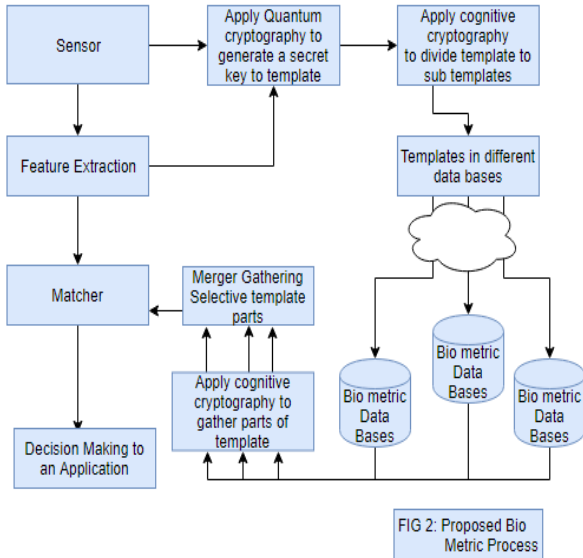 Sensor
Apply Quantum
cryptography to
generate a secret
key to template
Apply cognitive
cryptography
to divide template to
sub templates
Feature Extraction
Templates in different
data bases
Matcher
Merger Gathering
Selective template
parts
Bio metric
Data
Bases
Bio metric
Data
Bases
Bio metric
Data
Bases
Apply cognitive
cryptography to
gather parts of
template
Decision Making to
an Application
FIG 2: Proposed Bio
Metric Process